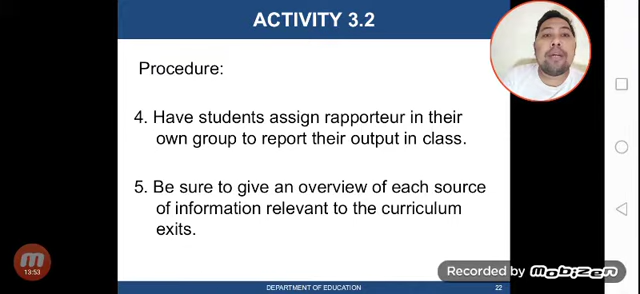 ACTIVITY 3.2
Procedure:
4. Have students assign rapporteur in their
own group to report their output in class.
5. Be sure to give an overview of each source
of information relevant to the curriculum
exits.
13:53
Recorded by mobizen
DEPARTMENT OF EDUCATION
22